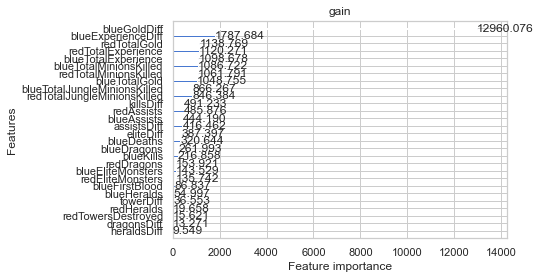 gain
blueGoldDiff 12960.076
blueExperienceDiff 1787.684
redTotalGold 1138.769
redTotalExperience 1120.271
blueTotalExperience 1098.678
blueTotalMinionsKilled 1086.722
redTotalMinionsKilled 1061.791
blueTotalGold 1048.755
blueTotalJungleMinionsKilled 866.267
redTotalJungleMinionsKilled 846.384
killsDiff 491.233
redAssists 485.876
blueAssists 444.190
assistsDiff 416.462
eliteDiff 387.397
blueDeaths 320.644
blueDragons 261.993
blueKills 216.858
redDragons 153.921
blueEliteMonsters 143.529
redEliteMonsters 135.742
blueFirstBlood 86.837
blueHeralds 54.997
towerDiff 36.553
redHeralds 19.658
redTowersDestroyed 15.621
dragonsDiff 13.271
heraldsDiff 9.549
0 2000 4000 6000 8000 10000 12000 14000
Feature importance
Features